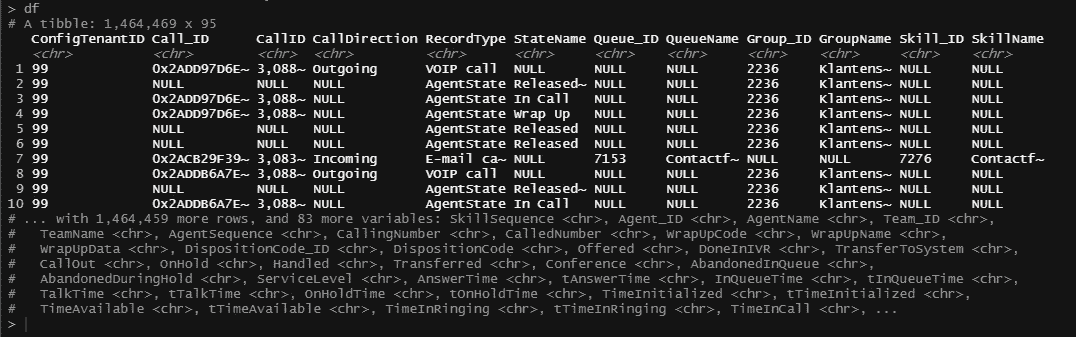 > df
# A tibble: 1,464,469 x 95
ConfigTenantID Call_ID CallID CallDirection RecordType StateName Queue_ID QueueName Group_ID GroupName Skill_ID SkillName
<chr> <chr> <chr> <chr> <chr> <chr> <chr> <chr> <chr> <chr> <chr> <chr>
1 99 0x2ADD97D6E~ 3,088~ Outgoing VOIP call NULL NULL NULL 2236 Klantens~ NULL NULL
2 99 NULL NULL NULL AgentState Released~ NULL NULL 2236 Klantens~ NULL NULL
3 99 0x2ADD97D6E~ 3,088~ NULL AgentState In Call NULL NULL 2236 Klantens~ NULL NULL
4 99 0x2ADD97D6E~ 3,088~ NULL AgentState Wrap Up NULL NULL 2236 Klantens~ NULL NULL
5 99 NULL NULL NULL AgentState Released NULL NULL 2236 Klantens~ NULL NULL
6 99 NULL NULL NULL AgentState Released NULL NULL 2236 Klantens~ NULL NULL
7 99 0x2ACB29F39~ 3,083~ Incoming E-mail ca~ NULL 7153 Contactf~ NULL NULL 7276 Contactf~
8 99 0x2ADDB6A7E~ 3,088~ Outgoing VOIP call NULL NULL NULL 2236 Klantens~ NULL NULL
9 99 NULL NULL NULL AgentState Released~ NULL NULL 2236 Klantens~ NULL NULL
10 99 0x2ADDB6A7E~ 3,088~ NULL AgentState In Call NULL NULL 2236 Klantens~ NULL NULL
# ... with 1,464,459 more rows, and 83 more variables: SkillSequence <chr>, Agent_ID <chr>, AgentName <chr>, Team_ID <chr>,
# TeamName <chr>, AgentSequence <chr>, CallingNumber <chr>, CalledNumber <chr>, WrapUpCode <chr>, WrapUpName <chr>,
# WrapUpData <chr>, DispositionCode_ID <chr>, DispositionCode <chr>, Offered <chr>, DoneInIVR <chr>, TransferToSystem <chr>,
# CallOut <chr>, OnHold <chr>, Handled <chr>, Transferred <chr>, Conference <chr>, AbandonedInQueue <chr>,
# AbandonedDuringHold <chr>, ServiceLevel <chr>, AnswerTime <chr>, tAnswerTime <chr>, InQueueTime <chr>, tInQueueTime <chr>,
# TalkTime <chr>, tTalkTime <chr>, OnHoldTime <chr>, tOnHoldTime <chr>, TimeInitialized <chr>, tTimeInitialized <chr>,
# TimeAvailable <chr>, tTimeAvailable <chr>, TimeInRinging <chr>, tTimeInRinging <chr>, TimeInCall <chr>, ...
>